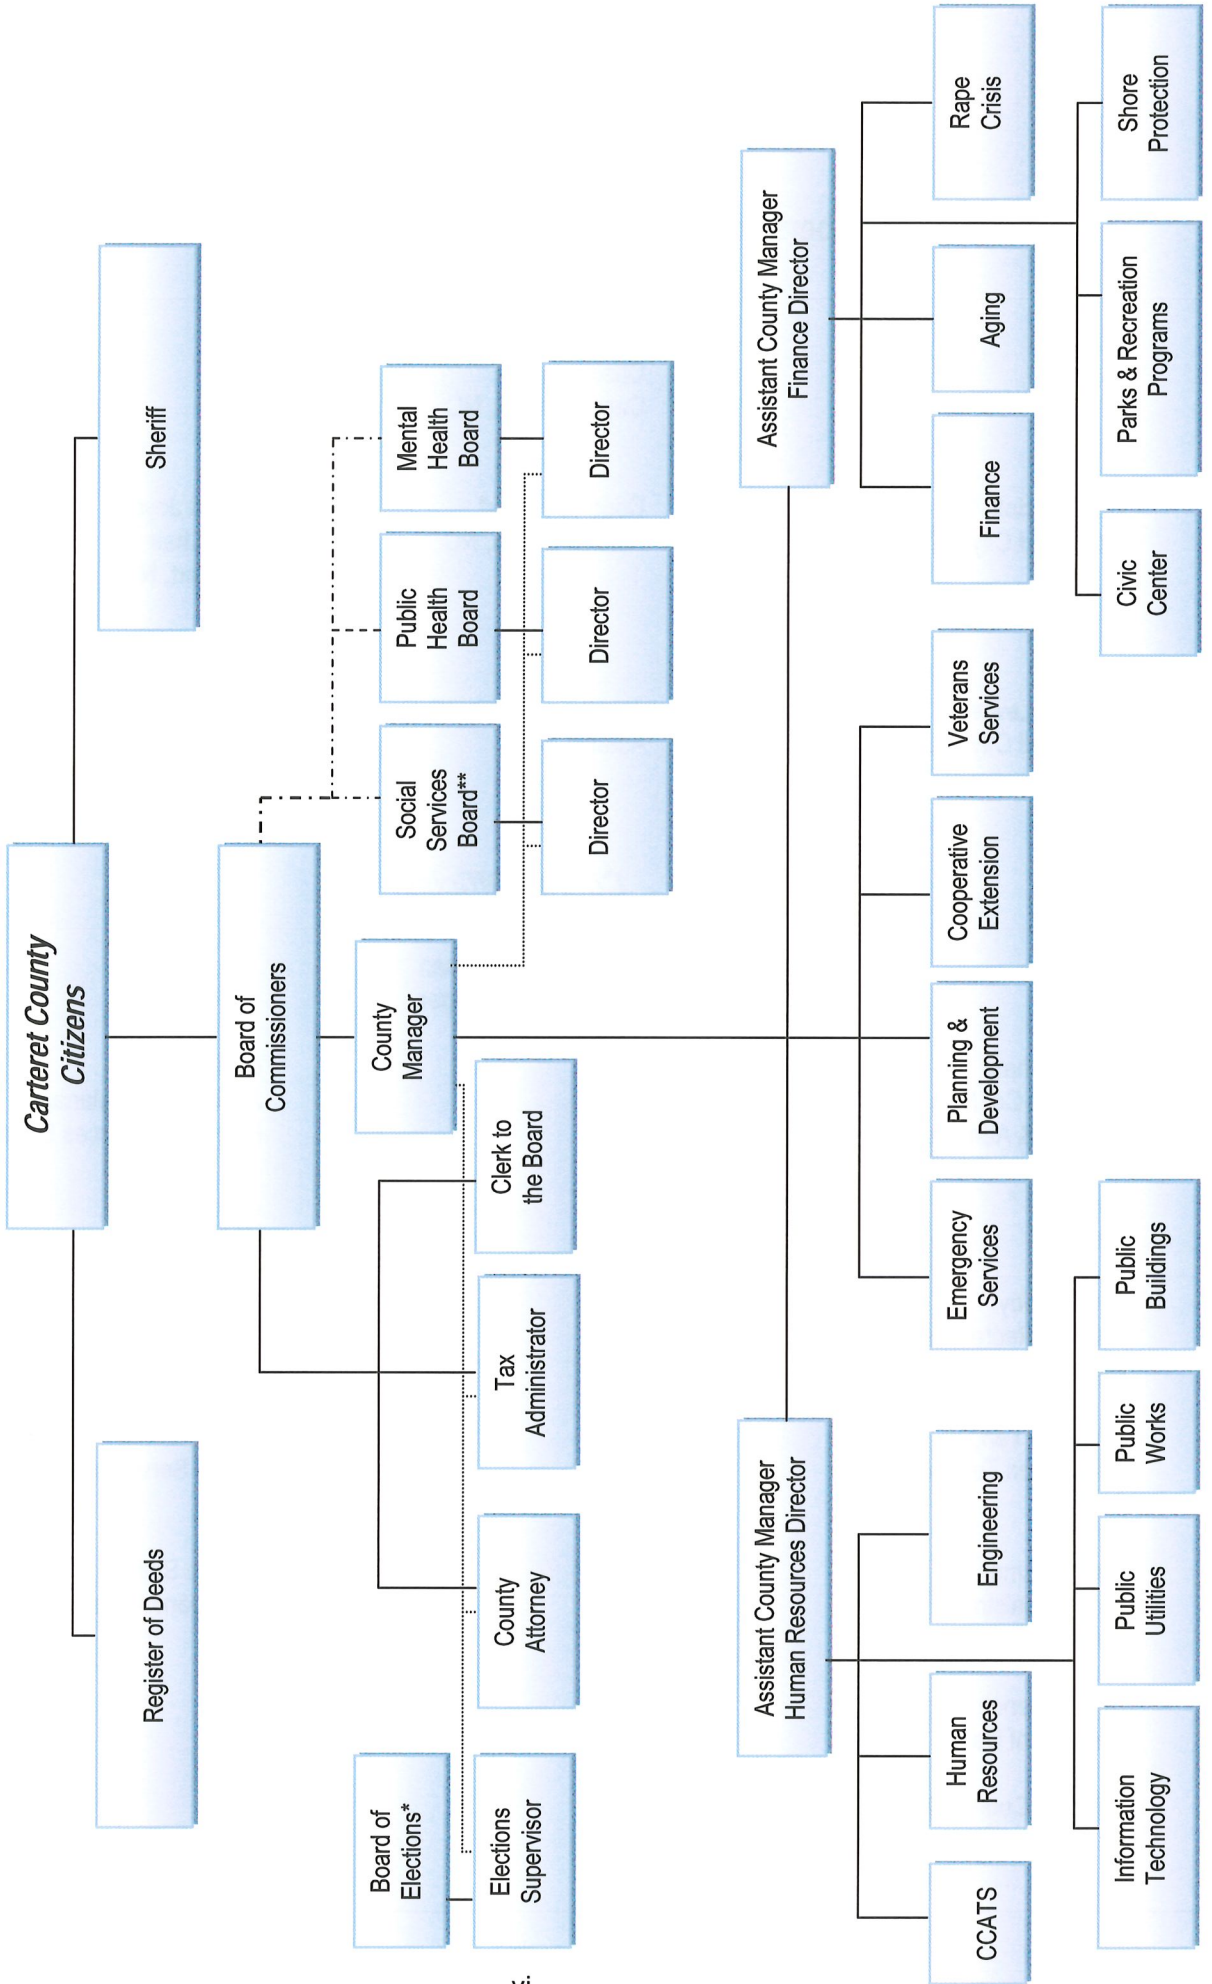 Carteret County
Citizens
Register of Deeds
Sheriff
Board of
Commissioners
County
Manager
Board of
Elections*
Elections
Supervisor
County
Attorney
Tax
Administrator
Clerk to
the Board
Social
Services
Board**
Public
Health
Board
Mental
Health
Board
Director
Director
Director
Assistant County Manager
Human Resources Director
Assistant County Manager
Finance Director
CCATS
Human
Resources
Engineering
Emergency
Services
Planning &
Development
Cooperative
Extension
Veterans
Services
Finance
Aging
Rape
Crisis
Information
Technology
Public
Utilities
Public
Works
Public
Buildings
Civic
Center
Parks & Recreation
Programs
Shore
Protection